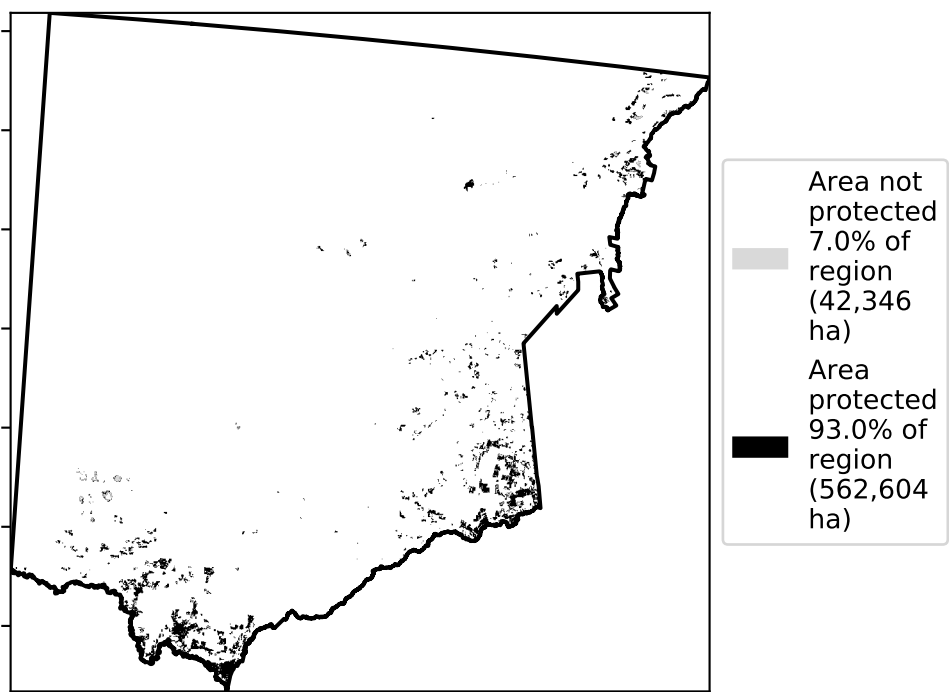 Area not
protected
7.0% of
region
(42,346
ha)
Area
protected
93.0% of
region
(562,604
ha)